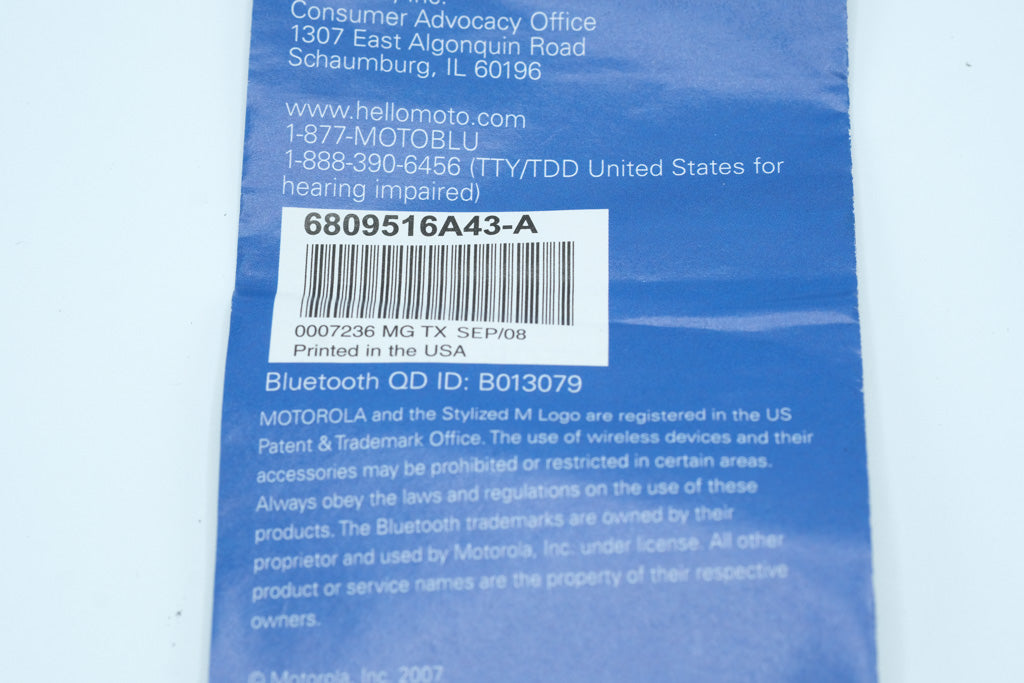 Inc.
Consumer Advocacy Office
1307 East Algonquin Road
Schaumburg, IL 60196
www.hellomoto.com
1-877-MOTOBLU
1-888-390-6456 (TTY/TDD United States for
hearing impaired)
6809516A43-A
0007236 MG TX SEP/08
Printed in the USA
Bluetooth QD ID: B013079
MOTOROLA and the Stylized M Logo are registered in the US
Patent & Trademark Office. The use of wireless devices and their
accessories may be prohibited or restricted in certain areas.
Always obey the laws and regulations on the use of these
products. The Bluetooth trademarks are owned by their
proprietor and used by Motorola, Inc. under license. All other
product or service names are the property of their respective
owners.
© Motorola, Inc. 2007